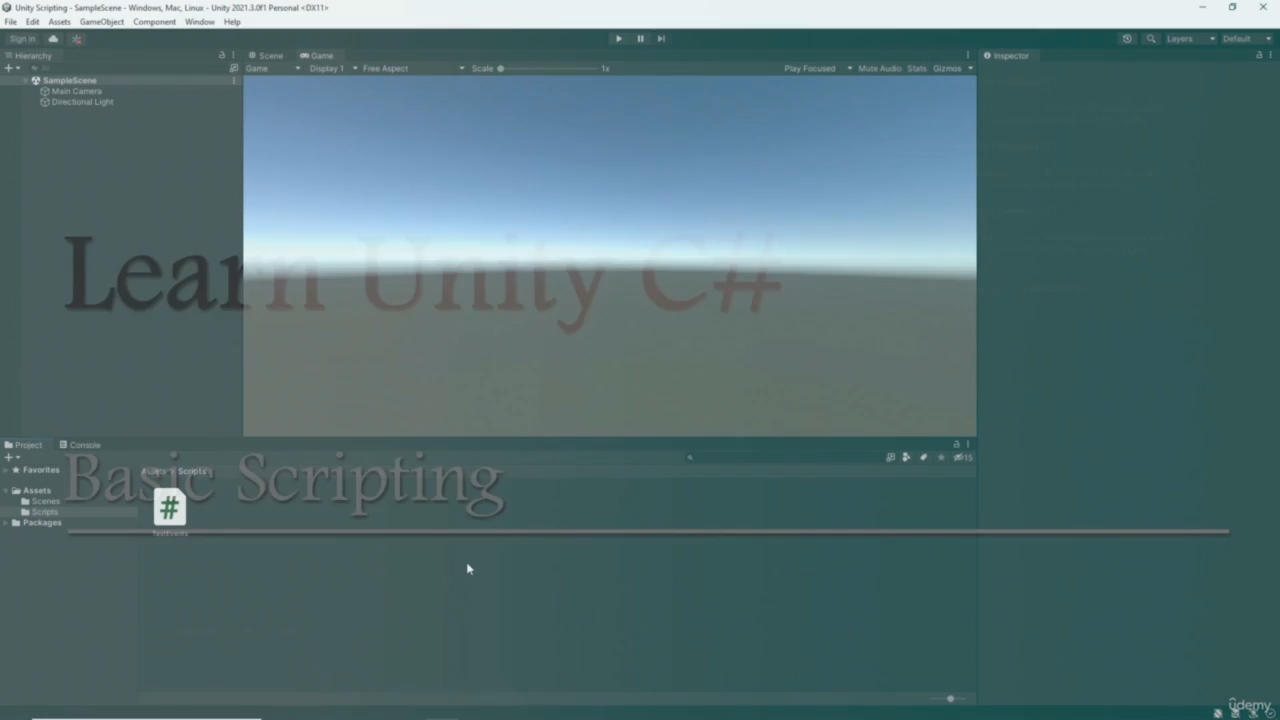 Unity Scripting - SampleScene - Windows, Mac, Linux - Unity 2021.3.0f1 Personal <DX11>
File Edit Assets GameObject Component Window Help
Sign in Layers Default
Hierarchy Scene Game Inspector
Game Display 1 Free Aspect Scale 1x Play Focused Mute Audio Stats Gizmos
SampleScene
Main Camera
Directional Light
Learn Unity C#
Project Console
15
Favorites Assets Scripts
Basic Scripting
Assets
Scenes
Scripts
Packages
TestEvents
udemy